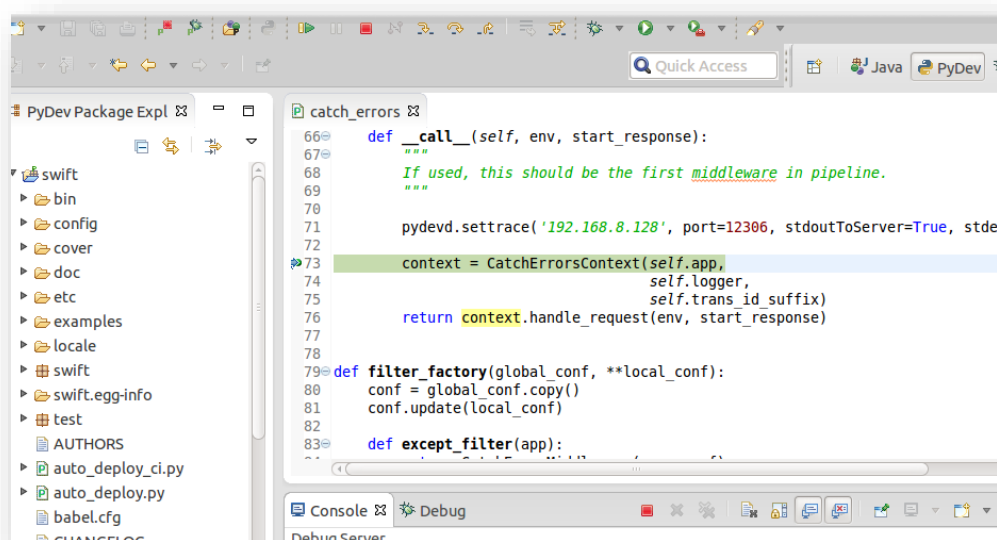 Quick Access
Java
PyDev
PyDev Package Expl
swift
bin
config
cover
doc
etc
examples
locale
swift
swift.egg-info
test
AUTHORS
auto_deploy_ci.py
auto_deploy.py
babel.cfg
CHANGELOG
catch_errors
66 def __call__(self, env, start_response):
67 """
68 If used, this should be the first middleware in pipeline.
69 """
70
71 pydevd.settrace('192.168.8.128', port=12306, stdoutToServer=True, stde
72
73 context = CatchErrorsContext(self.app,
74 self.logger,
75 self.trans_id_suffix)
76 return context.handle_request(env, start_response)
77
78
79 def filter_factory(global_conf, **local_conf):
80 conf = global_conf.copy()
81 conf.update(local_conf)
82
83 def except_filter(app):
Console
Debug
Debug Server